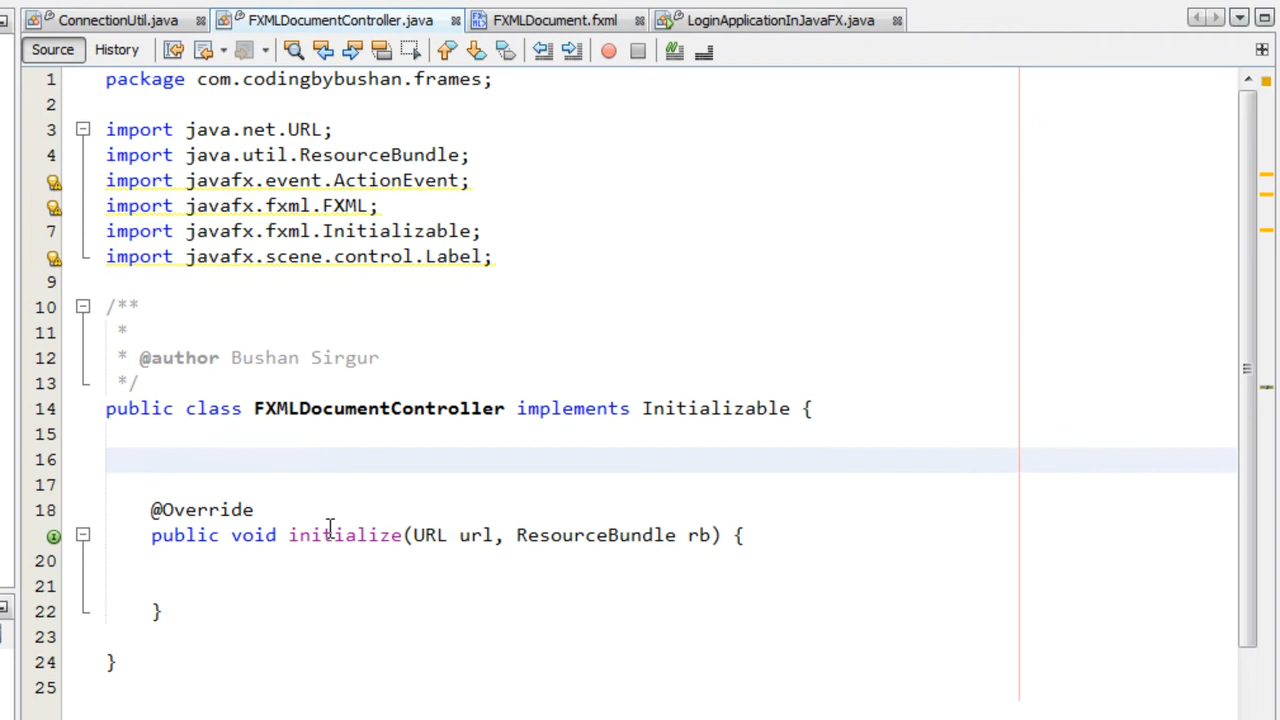 ConnectionUtil.java FXMLDocumentController.java FXMLDocument.fxml LoginApplicationInJavaFX.java
Source History
1 package com.codingbybushan.frames;
2
3 import java.net.URL;
4 import java.util.ResourceBundle;
import javafx.event.ActionEvent;
import javafx.fxml.FXML;
7 import javafx.fxml.Initializable;
import javafx.scene.control.Label;
9
10 /**
11 *
12 * @author Bushan Sirgur
13 */
14 public class FXMLDocumentController implements Initializable {
15
16
17
18 @Override
public void initialize(URL url, ResourceBundle rb) {
20
21
22 }
23
24 }
25